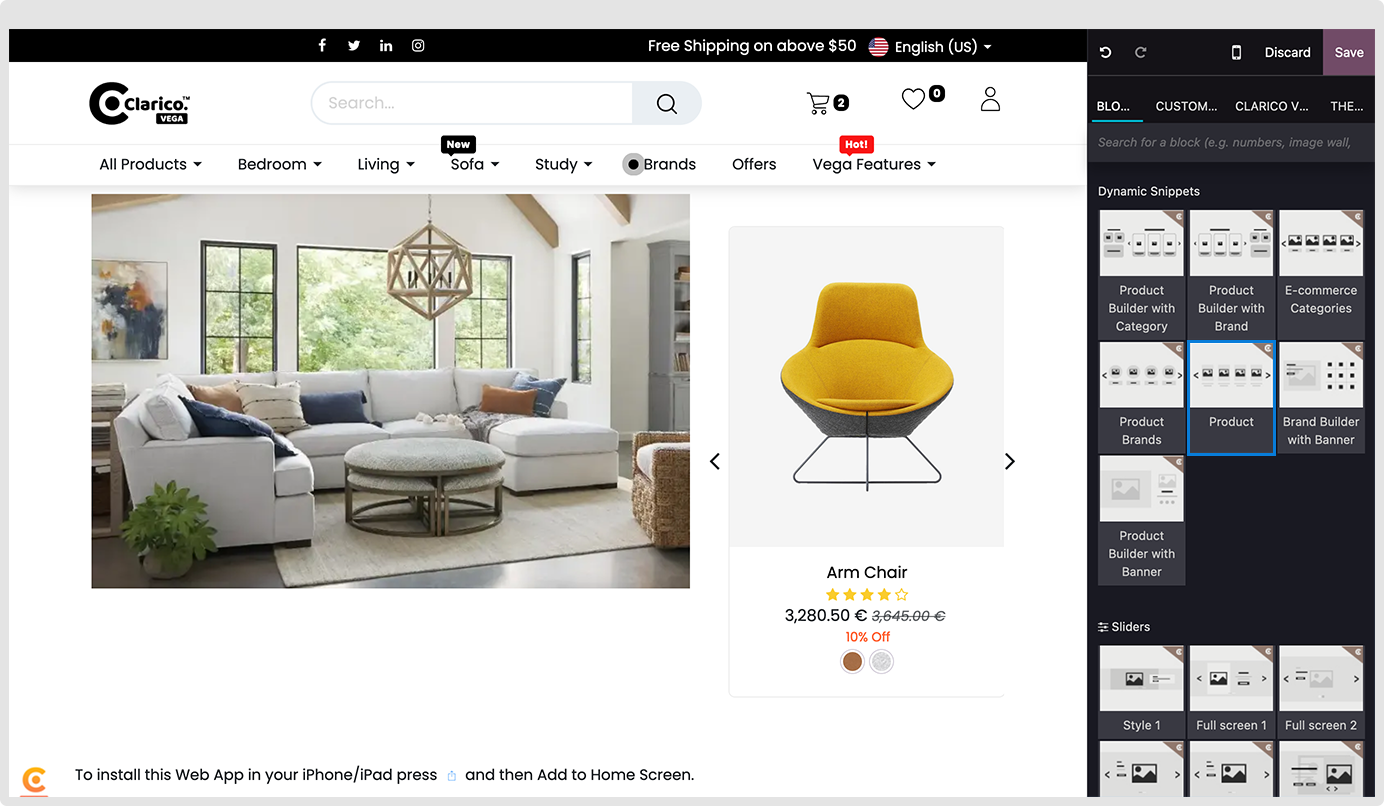 Free Shipping on above $50 English (US)
Discard Save
Clarico.™
VEGA
Search...
2
0
BLO... CUSTOM... CLARICO V... THE...
Search for a block (e.g. numbers, image wall,
New
Hot!
All Products Bedroom Living Sofa Study Brands Offers Vega Features
Dynamic Snippets
Product
Builder with
Category
Product
Builder with
Brand
E-commerce
Categories
Product
Brands
Product
Brand Builder
with Banner
Product
Builder with
Banner
Arm Chair
3,280.50 € 3,645.00 €
10% Off
Sliders
Style 1
Full screen 1
Full screen 2
To install this Web App in your iPhone/iPad press and then Add to Home Screen.